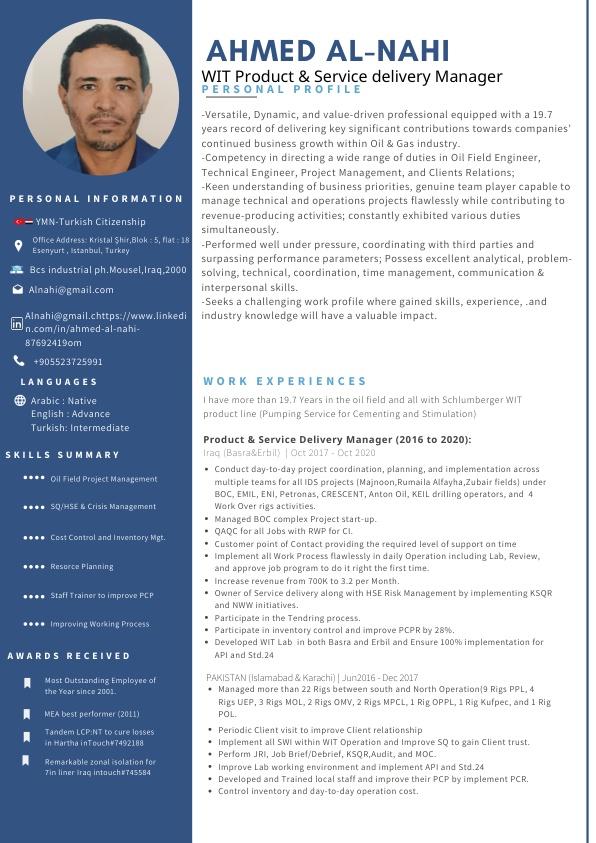 AHMED AL-NAHI
WIT Product & Service delivery Manager
PERSONAL PROFILE
-Versatile, Dynamic, and value-driven professional equipped with a 19.7
years record of delivering key significant contributions towards companies'
continued business growth within Oil & Gas industry.
-Competency in directing a wide range of duties in Oil Field Engineer,
Technical Engineer, Project Management, and Clients Relations;
-Keen understanding of business priorities, genuine team player capable to
manage technical and operations projects flawlessly while contributing to
revenue-producing activities; constantly exhibited various duties
simultaneously.
-Performed well under pressure, coordinating with third parties and
surpassing performance parameters; Possess excellent analytical, problem-
solving, technical, coordination, time management, communication &
interpersonal skills.
-Seeks a challenging work profile where gained skills, experience, .and
industry knowledge will have a valuable impact.
PERSONAL INFORMATION
YMN-Turkish Citizenship
Office Address: Kristal Şhir,Blok : 5, flat : 18
Esenyurt , Istanbul, Turkey
Bcs industrial ph.Mousel,Iraq,2000
Alnahi@gmail.com
Alnahi@gmail.chttps://www.linkedi
n.com/in/ahmed-al-nahi-
87692419om
+905523725991
LANGUAGES
Arabic : Native
English : Advance
Turkish: Intermediate
SKILLS SUMMARY
Oil Field Project Management
SQ/HSE & Crisis Management
Cost Control and Inventory Mgt.
Resorce Planning
Staff Trainer to improve PCP
Improving Working Process
AWARDS RECEIVED
Most Outstanding Employee of
the Year since 2001.
MEA best performer (2011)
Tandem LCP:NT to cure losses
in Hartha inTouch#7492188
Remarkable zonal isolation for
7in liner Iraq intouch#745584
WORK EXPERIENCES
I have more than 19.7 Years in the oil field and all with Schlumberger WIT
product line (Pumping Service for Cementing and Stimulation)
Product & Service Delivery Manager (2016 to 2020):
Iraq (Basra&Erbil) | Oct 2017 - Oct 2020
• Conduct day-to-day project coordination, planning, and implementation across
multiple teams for all IDS projects (Majnoon,Rumaila Alfayha,Zubair fields) under
BOC, EMIL, ENI, Petronas, CRESCENT, Anton Oil, KEIL drilling operators, and 4
Work Over rigs activities.
• Managed BOC complex Project start-up.
• QAQC for all Jobs with RWP for CI.
• Customer point of Contact providing the required level of support on time
• Implement all Work Process flawlessly in daily Operation including Lab, Review,
and approve job program to do it right the first time.
• Increase revenue from 700K to 3.2 per Month.
• Owner of Service delivery along with HSE Risk Management by implementing KSQR
and NWW initiatives.
• Participate in the Tendring process.
• Participate in inventory control and improve PCPR by 28%.
• Developed WIT Lab in both Basra and Erbil and Ensure 100% implementation for
API and Std.24
PAKISTAN (Islamabad & Karachi) | Jun2016 - Dec 2017
• Managed more than 22 Rigs between south and North Operation(9 Rigs PPL, 4
Rigs UEP, 3 Rigs MOL, 2 Rigs OMV, 2 Rigs MPCL, 1 Rig OPPL, 1 Rig Kufpec, and 1 Rig
POL.
• Periodic Client visit to improve Client relationship
• Implement all SWI within WIT Operation and Improve SQ to gain Client trust.
• Perform JRI, Job Brief/Debrief, KSQR,Audit, and MOC.
• Improve Lab working environment and implement API and Std.24
• Developed and Trained local staff and improve their PCP by implement PCR.
• Control inventory and day-to-day operation cost.